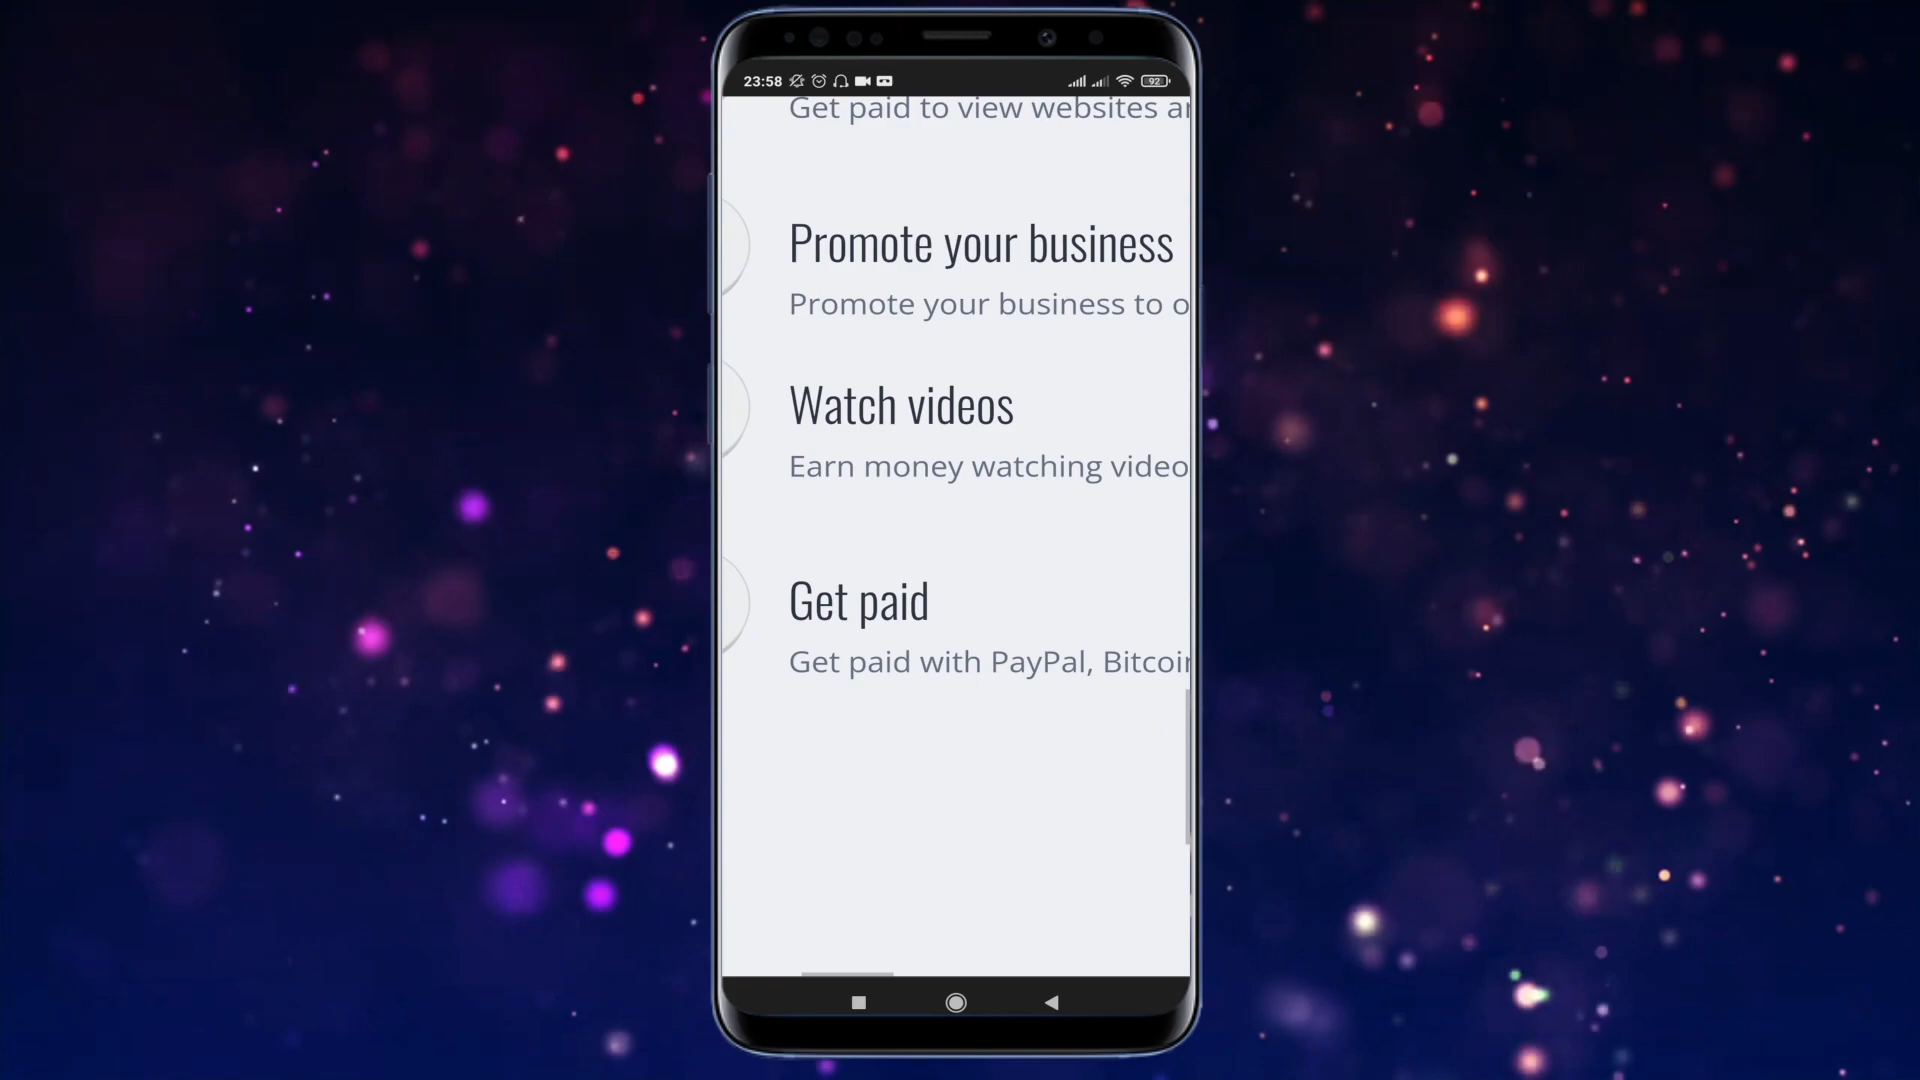 23:58 92
Get paid to view websites a
Promote your business
Promote your business to o
Watch videos
Earn money watching video
Get paid
Get paid with PayPal, Bitcoi